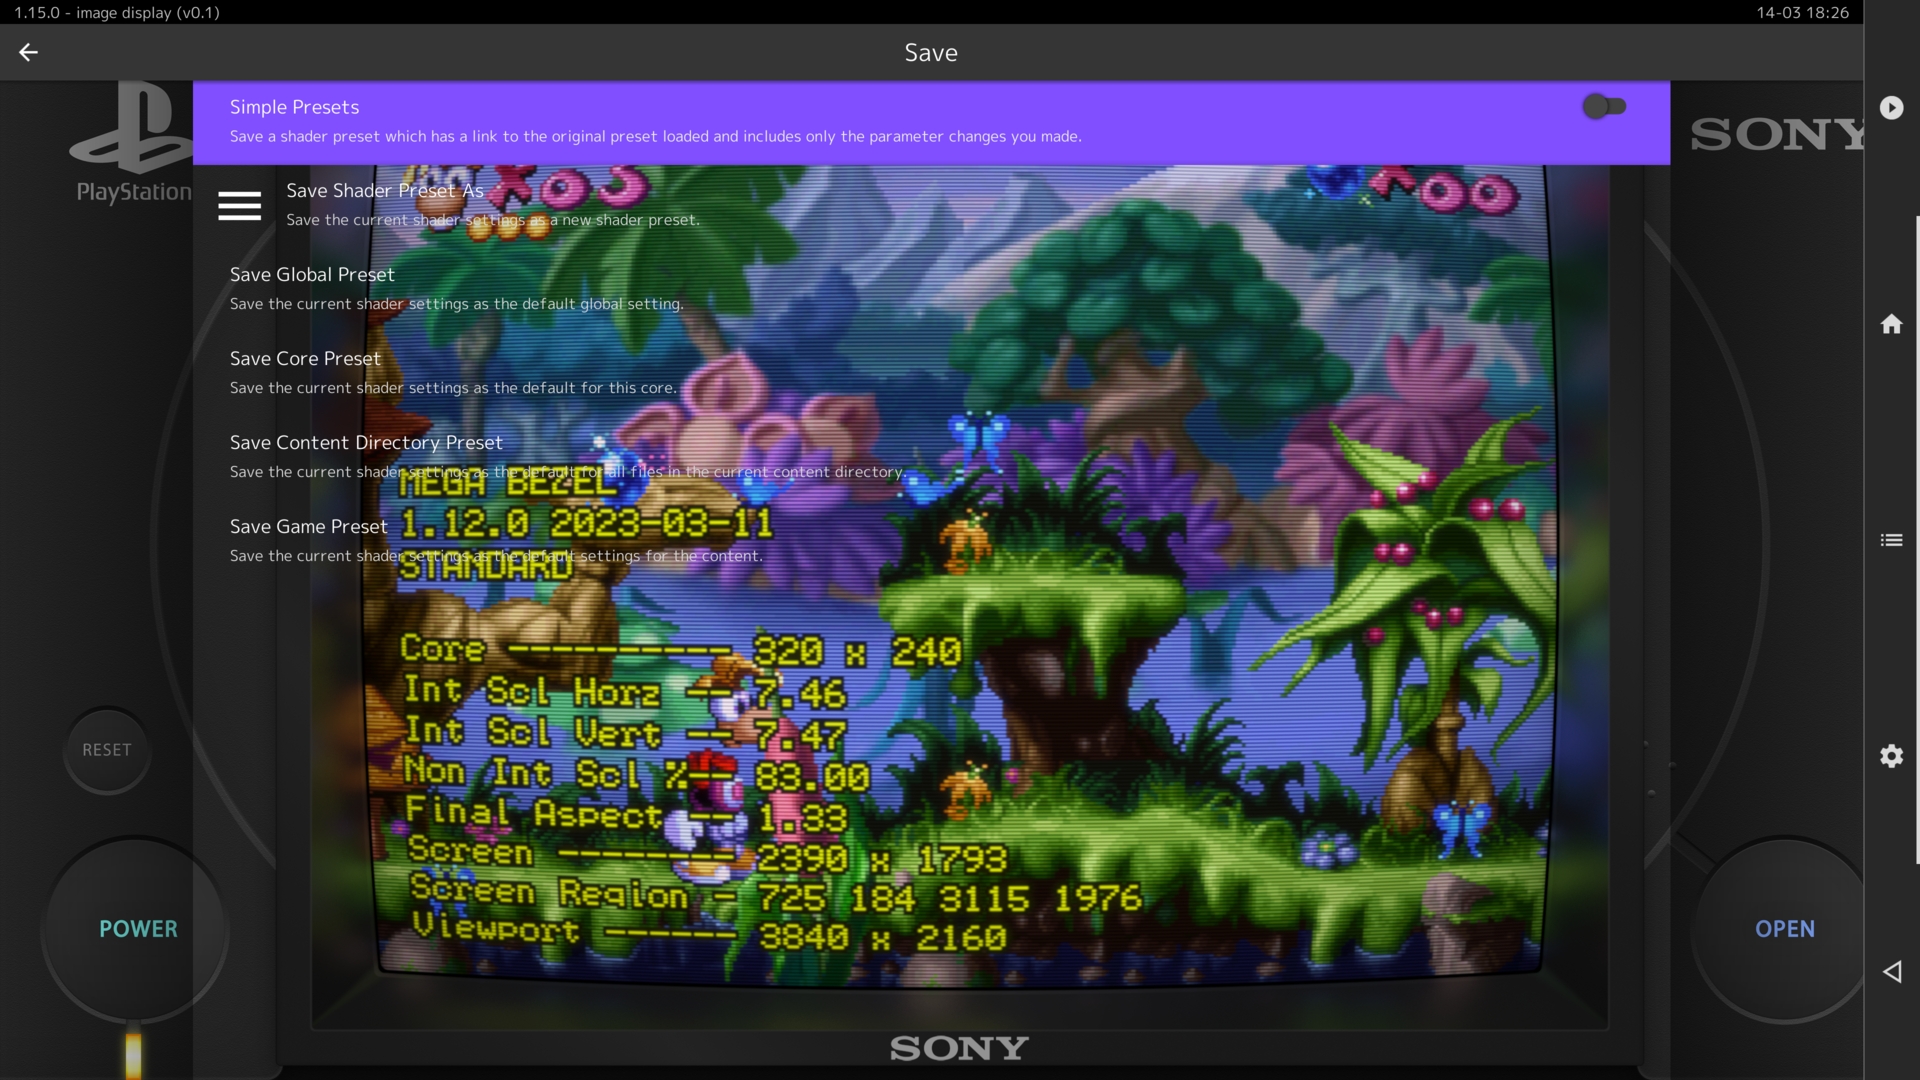 1.15.0 - image display (v0.1)
14-03 18:26
Save
Simple Presets
Save a shader preset which has a link to the original preset loaded and includes only the parameter changes you made.
PlayStation
SONY
Save Shader Preset As
Save the current shader settings as a new shader preset.
Save Global Preset
Save the current shader settings as the default global setting.
Save Core Preset
Save the current shader settings as the default for this core.
Save Content Directory Preset
Save the current shader settings as the default for all files in the current content directory.
MEGA BEZEL
Save Game Preset
1.12.0 2023-03-11
Save the current shader settings as the default settings for the content.
STANDARD
Core ---------- 320 x 240
Int Scl Horz -- 7.46
Int Scl Vert -- 7.47
Non Int Scl %-- 83.00
Final Aspect -- 1.33
Screen -------- 2390 x 1793
Screen Region - 725 184 3115 1976
Viewport ------ 3840 x 2160
RESET
POWER
OPEN
SONY